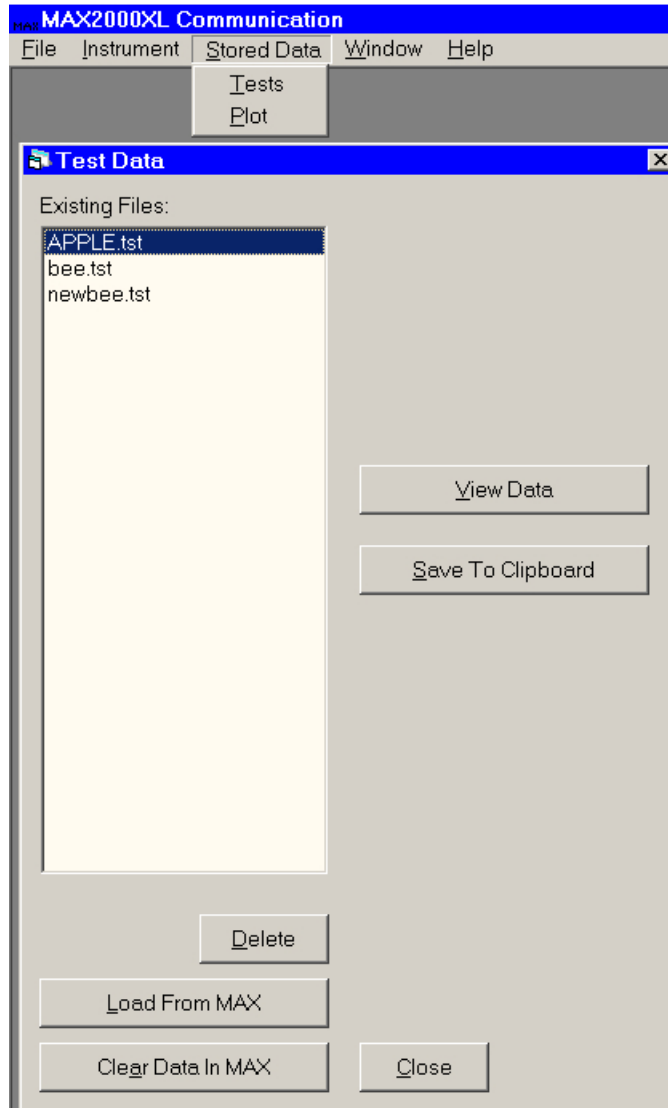 MAX MAX2000XL Communication
File Instrument Stored Data Window Help
Tests
Plot
Test Data
Existing Files:
APPLE.tst
bee.tst
newbee.tst
View Data
Save To Clipboard
Delete
Load From MAX
Clear Data In MAX
Close